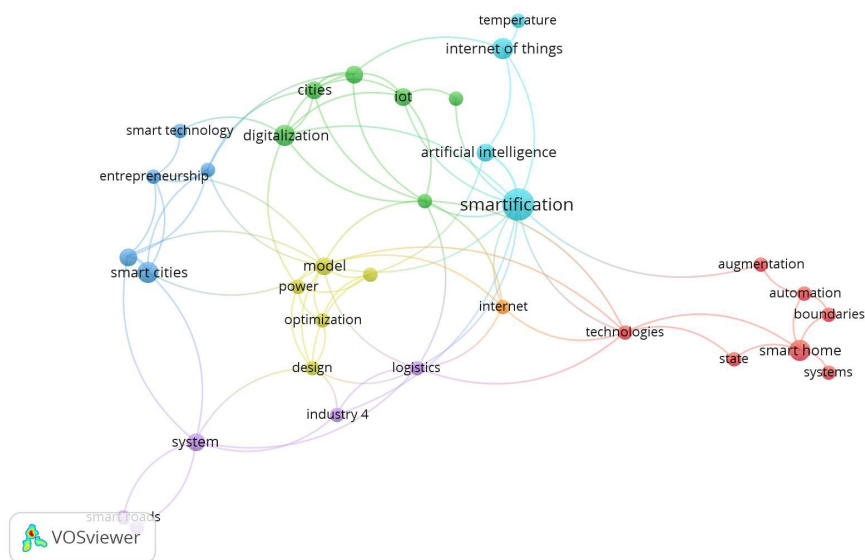 temperature
internet of things
cities
iot
smart technology
digitalization
artificial intelligence
entrepreneurship
smartification
smart cities
model
augmentation
power
automation
internet
boundaries
optimization
technologies
smart home
state
design
logistics
systems
industry 4
system
smart roads
VOSviewer